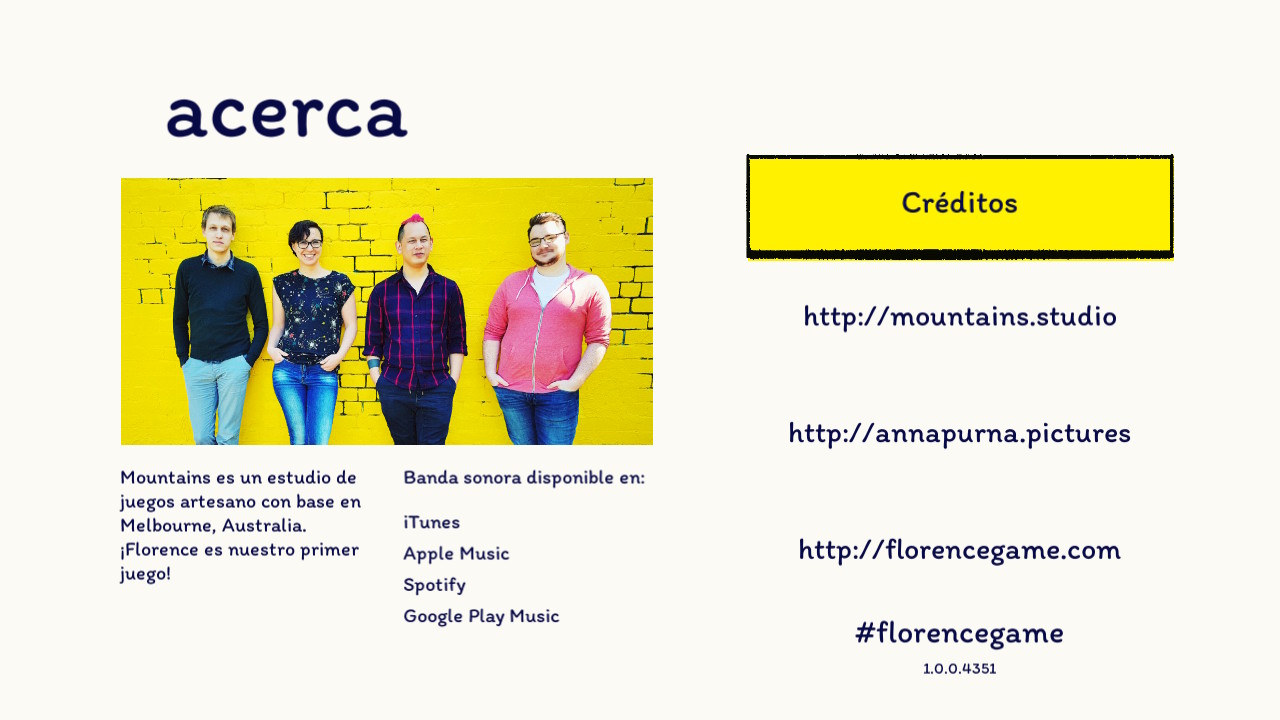 acerca
Mountains es un estudio de
juegos artesano con base en
Melbourne, Australia.
¡Florence es nuestro primer
juego!
Banda sonora disponible en:
iTunes
Apple Music
Spotify
Google Play Music
Créditos
http://mountains.studio
http://annapurna.pictures
http://florencegame.com
#florencegame
1.0.0.4351